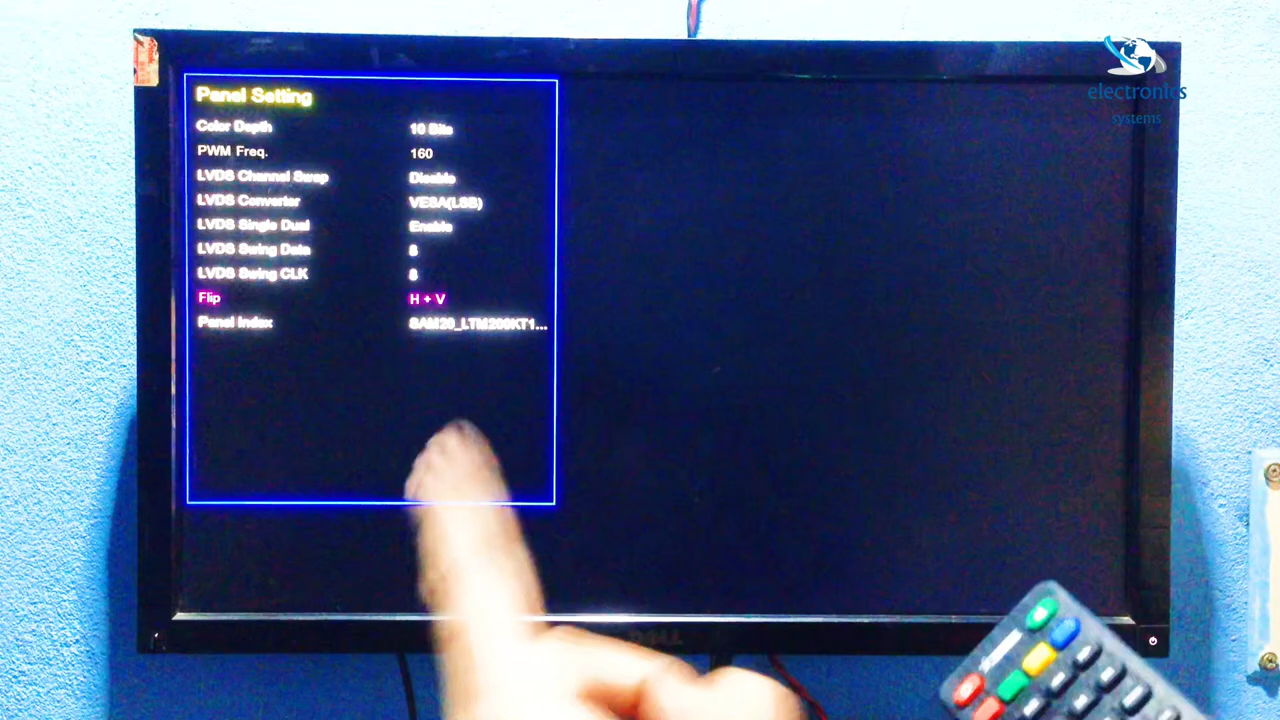 electronics
systems
Panel Setting
Color Depth 10 Bits
PWM Freq. 160
LVDS Channel Swap Disable
LVDS Converter VESA(LSB)
LVDS Single Dual Enable
LVDS Swing Data 8
LVDS Swing CLK 8
Flip H + V
Panel Index SAM20_LTM200KT1...
DELL